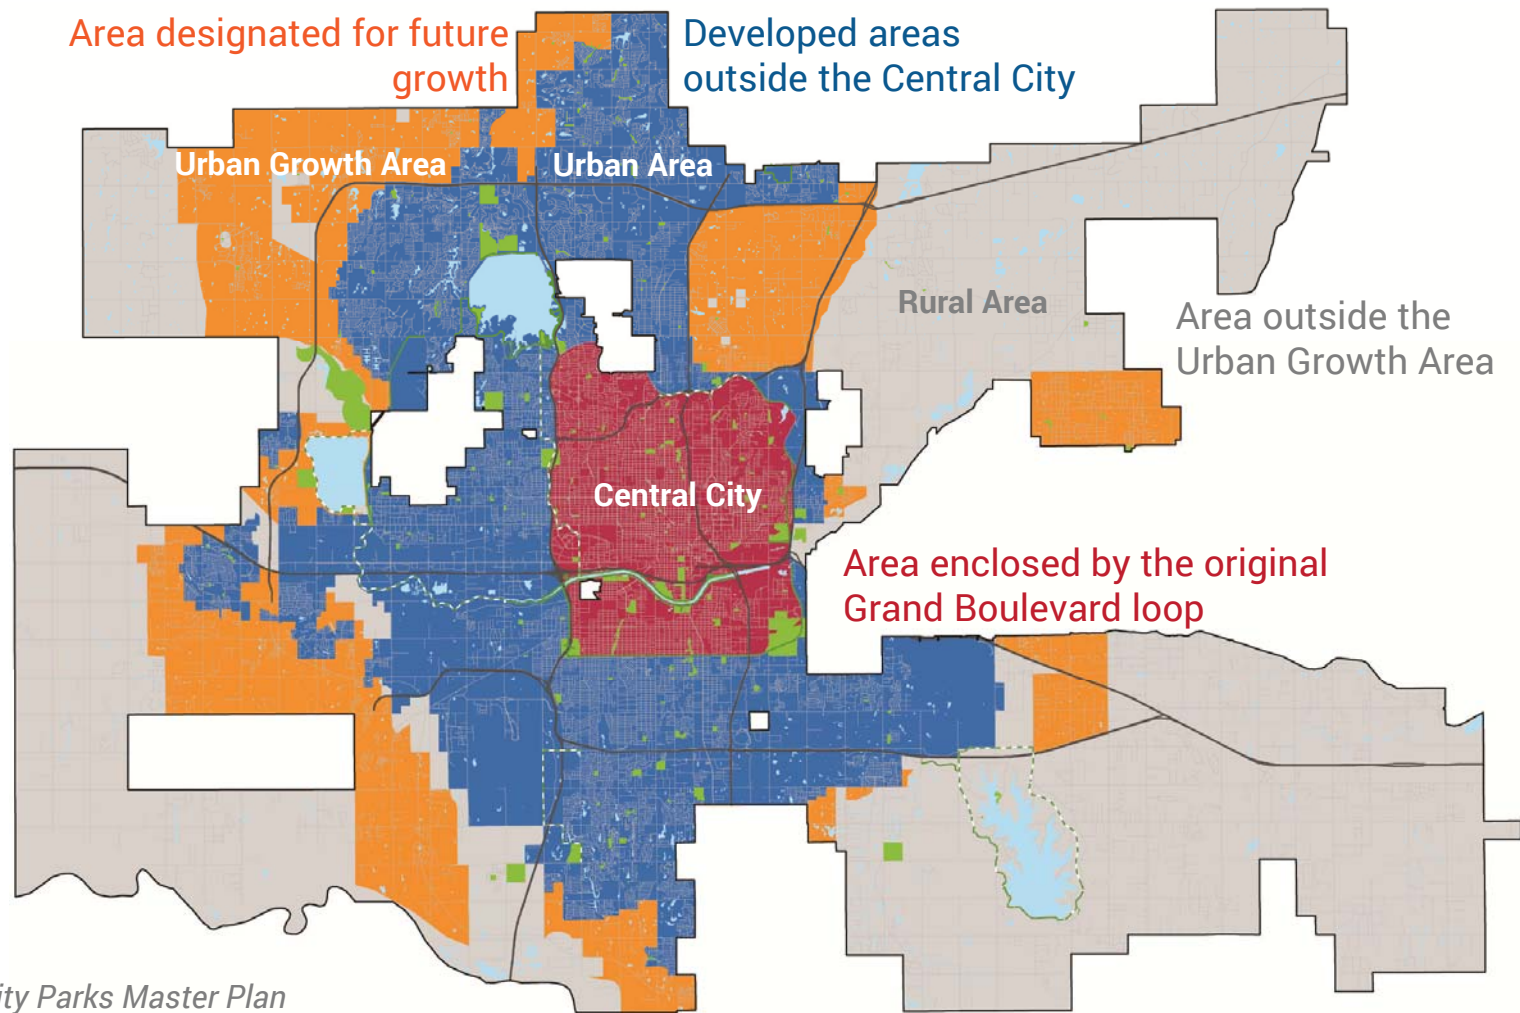 Area designated for future
growth
Developed areas
outside the Central City
Urban Growth Area
Urban Area
Rural Area
Area outside the
Urban Growth Area
Central City
Area enclosed by the original
Grand Boulevard loop
ity Parks Master Plan